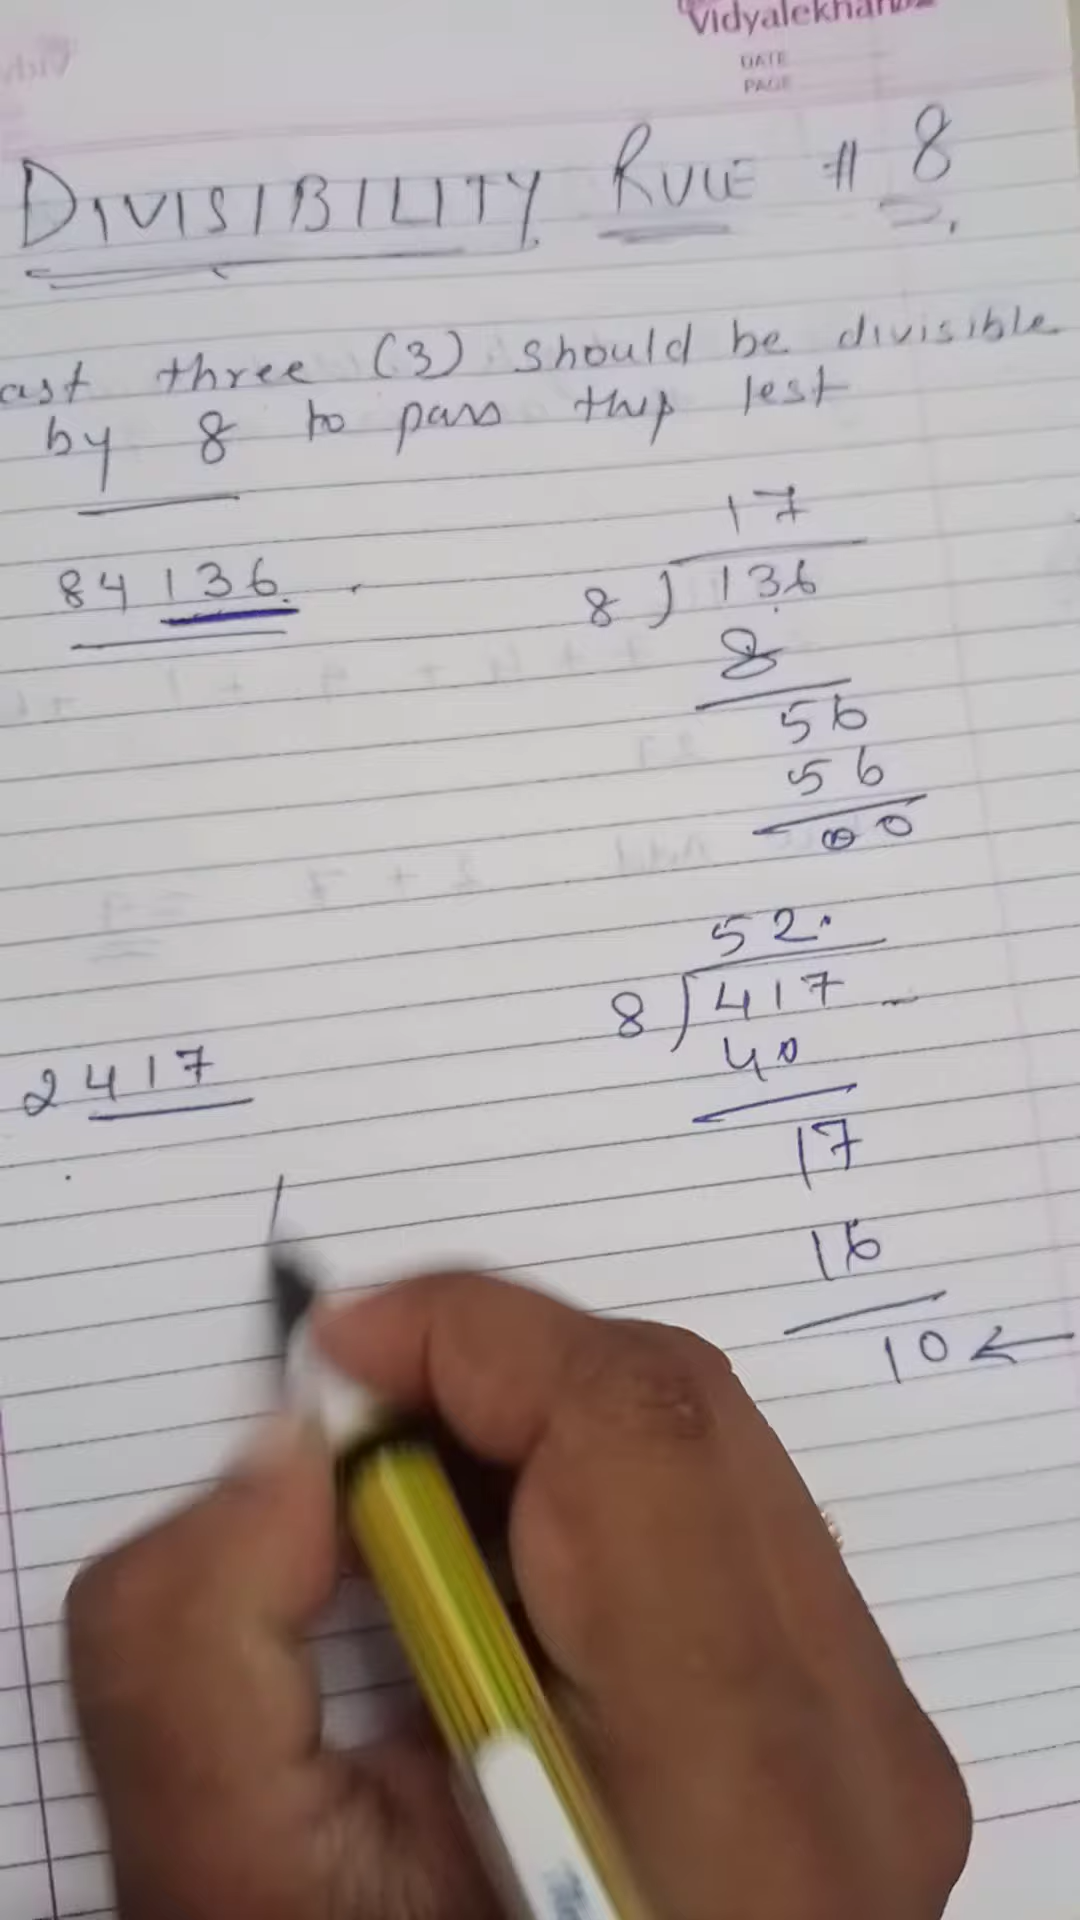 Vidyalekhan
DATE
PAGE
DIVISIBILITY RULE # 8
ast three (3) should be divisible
by 8 to pass this test
84136
17
8 ) 136
8
56
56
00
2417
52.
8 ) 417
40
17
16
10 ←